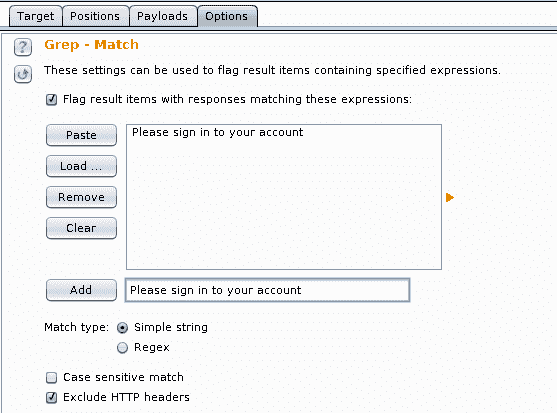 Target Positions Payloads Options
? Grep - Match
These settings can be used to flag result items containing specified expressions.
Flag result items with responses matching these expressions:
Paste
Please sign in to your account
Load ...
Remove
Clear
Add
Please sign in to your account
Match type: Simple string
Regex
Case sensitive match
Exclude HTTP headers